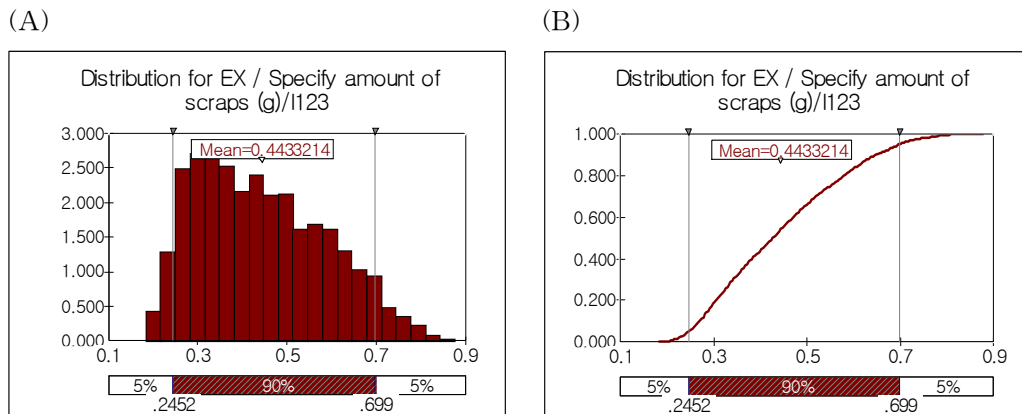 (A)
(B)
Distribution for EX / Specify amount of
scraps (g)/I123
3.000
2.500
2.000
1.500
1.000
0.500
0.000
Mean=0.4433214
0.1 0.3 0.5 0.7 0.9
5% 90% 5%
.2452 .699
Distribution for EX / Specify amount of
scraps (g)/I123
1.000
0.800
0.600
0.400
0.200
0.000
Mean=0.4433214
0.1 0.3 0.5 0.7 0.9
5% 90% 5%
.2452 .699